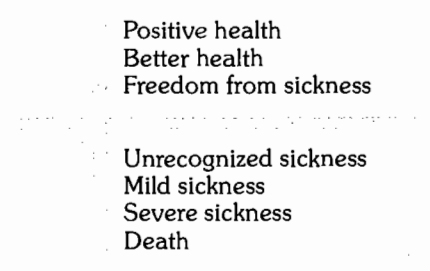 Positive health
Better health
Freedom from sickness
Unrecognized sickness
Mild sickness
Severe sickness
Death